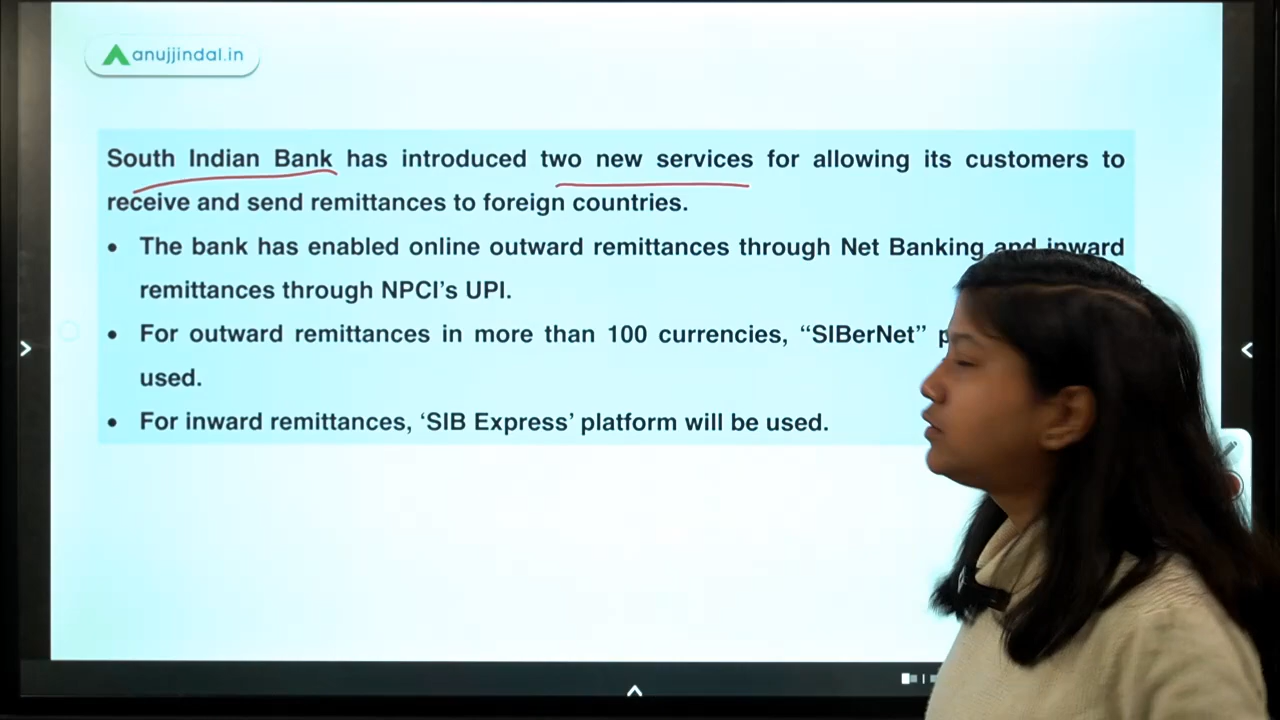 anujjindal.in
South Indian Bank has introduced two new services for allowing its customers to
receive and send remittances to foreign countries.
• The bank has enabled online outward remittances through Net Banking and inward
remittances through NPCI’s UPI.
• For outward remittances in more than 100 currencies, “SIBerNet”
used.
• For inward remittances, ‘SIB Express’ platform will be used.